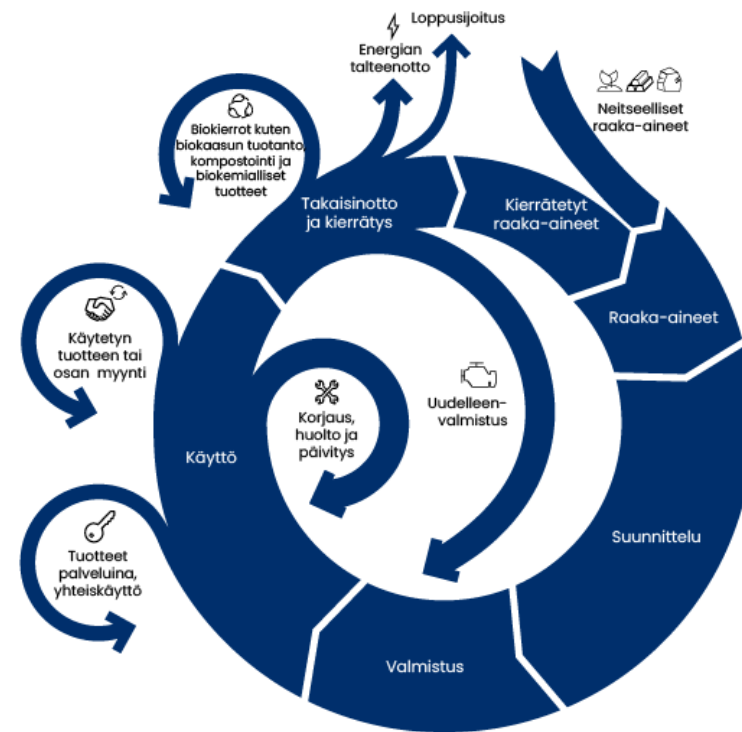 Loppusijoitus
Energian
talteenotto
Neitseelliset
raaka-aineet
Biokierrot kuten
biokaasun tuotanto,
kompostointi ja
biokemialliset
tuotteet
Takaisinotto
ja kierrätys
Kierrätetyt
raaka-aineet
Raaka-aineet
Käytetyn
tuotteen tai
osan myynti
Korjaus,
huolto ja
päivitys
Uudelleen-
valmistus
Käyttö
Suunnittelu
Tuotteet
palveluina,
yhteiskäyttö
Valmistus